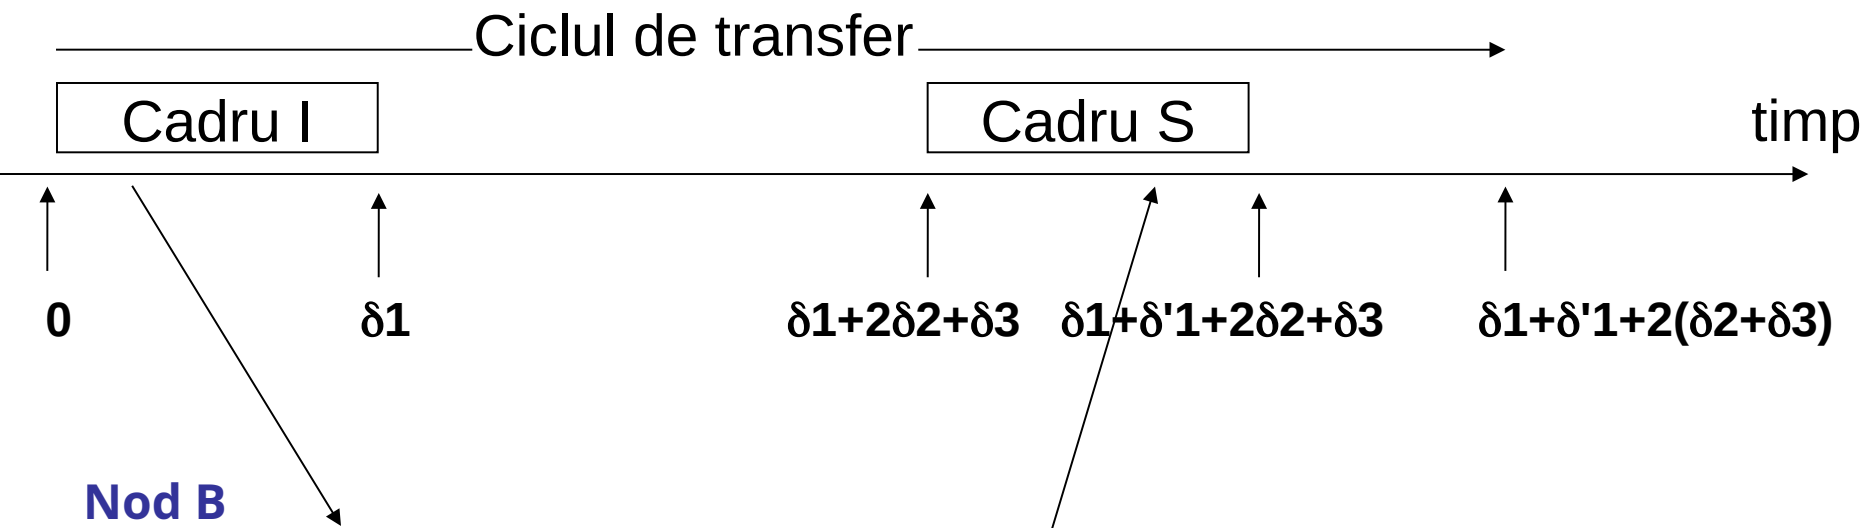 Ciclul de transfer
Cadru I
Cadru S
timp
0
δ1
δ1+2δ2+δ3
δ1+δ'1+2δ2+δ3
δ1+δ'1+2(δ2+δ3)
Nod B